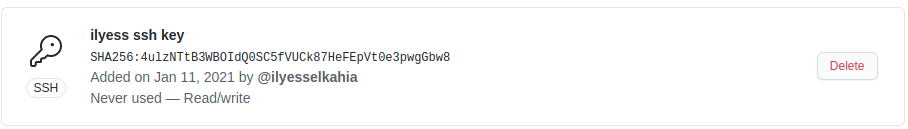 ilyess ssh key
SHA256:4ulzNTtB3WBOIdQ0SC5fVUCk87HeFEpVt0e3pwgGbw8
Added on Jan 11, 2021 by @ilyesselkahia
Never used — Read/write
SSH
Delete